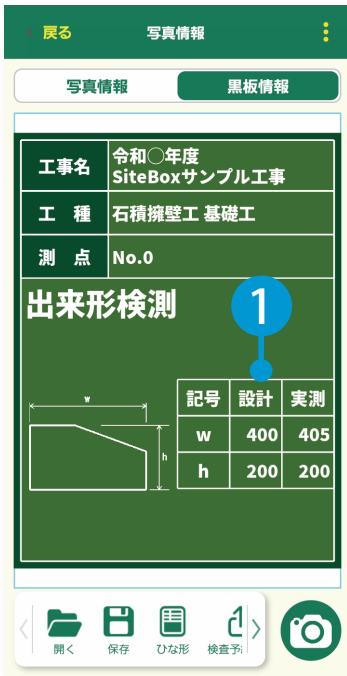 戻る 写真情報
写真情報 黒板情報
工事名 令和○年度
SiteBoxサンプル工事
工 種 石積擁壁工 基礎工
測 点 No.0
出来形検測
1
記号 設計 実測
w 400 405
h 200 200
w
h
開く 保存 ひな形 検査予